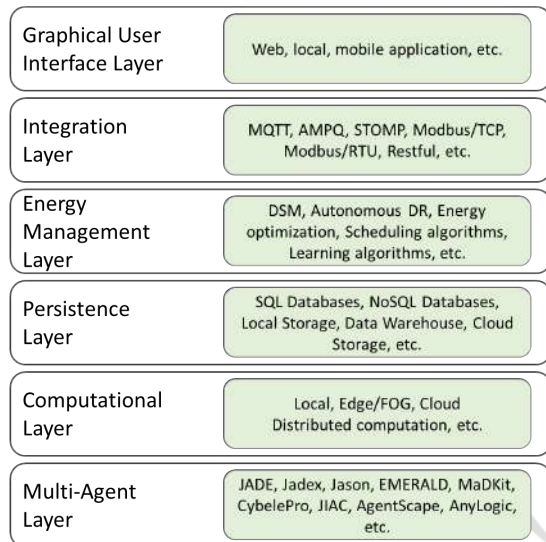 Graphical User
Interface Layer
Web, local, mobile application, etc.
Integration
Layer
MQTT, AMPQ, STOMP, Modbus/TCP,
Modbus/RTU, Restful, etc.
Energy
Management
Layer
DSM, Autonomous DR, Energy
optimization, Scheduling algorithms,
Learning algorithms, etc.
Persistence
Layer
SQL Databases, NoSQL Databases,
Local Storage, Data Warehouse, Cloud
Storage, etc.
Computational
Layer
Local, Edge/FOG, Cloud
Distributed computation, etc.
Multi-Agent
Layer
JADE, Jadex, Jason, EMERALD, MaDKit,
CybelePro, JIAC, AgentScape, AnyLogic,
etc.